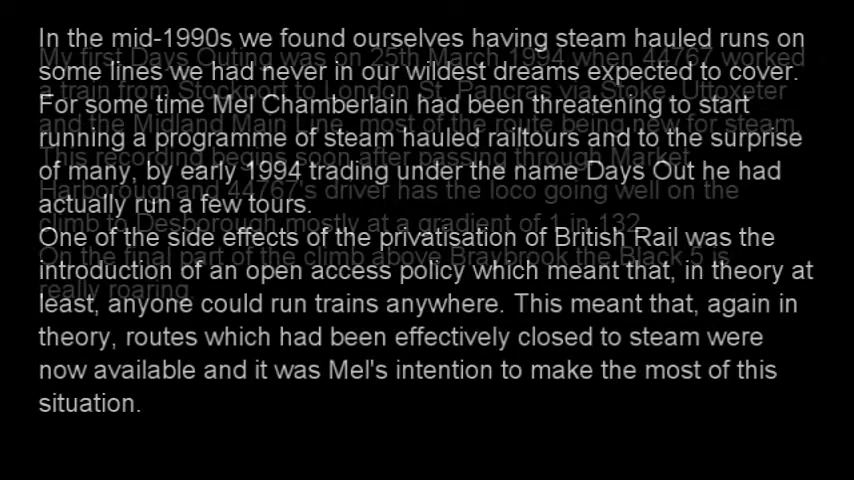 In the mid-1990s we found ourselves having steam hauled runs on
some lines we had never in our wildest dreams expected to cover.
For some time Mel Chamberlain had been threatening to start
running a programme of steam hauled railtours and to the surprise
of many, by early 1994 trading under the name Days Out he had
actually run a few tours.
One of the side effects of the privatisation of British Rail was the
introduction of an open access policy which meant that, in theory at
least, anyone could run trains anywhere. This meant that, again in
theory, routes which had been effectively closed to steam were
now available and it was Mel's intention to make the most of this
situation.
My first Days Outing was on 25th March 1994 when 44767 worked
a train from Stockport to London St. Pancras via Stoke, Uttoxeter
and the Midland Main Line, most of the route being new for steam.
This recording begins soon after passing through Market
Harboroughand 44767's driver has the loco going well on the
climb to Desborough mostly at a gradient of 1 in 132.
On the final part of the climb above Braybrook the Black 5 is
really roaring.